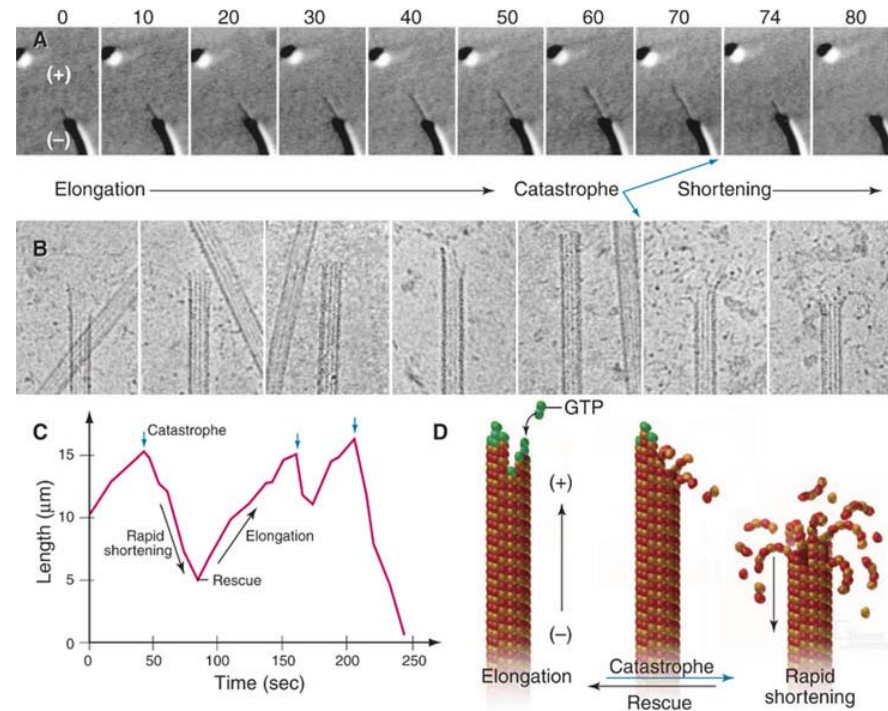 0 10 20 30 40 50 60 70 74 80
A
(+)
(–)
Elongation Catastrophe Shortening
B
C
Catastrophe
Length (µm)
15
10
5
0
Rapid
shortening
Elongation
Rescue
0 50 100 150 200 250
Time (sec)
D
GTP
(+)
(–)
Elongation
Catastrophe
Rescue
Rapid
shortening